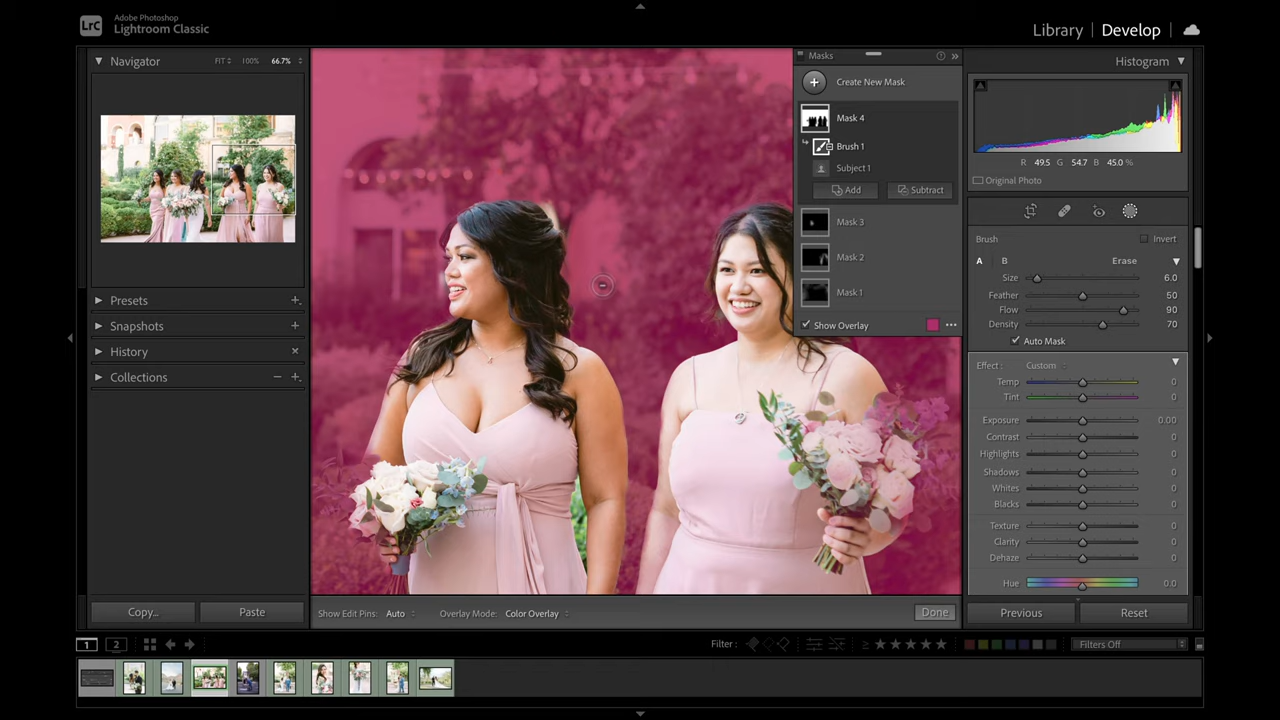 LrC
Adobe Photoshop
Lightroom Classic
Library | Develop
Navigator
FIT
100%
66.7%
Presets
Snapshots
History
Collections
Copy...
Paste
Masks
Create New Mask
Mask 4
Brush 1
Subject 1
Add
Subtract
Mask 3
Mask 2
Mask 1
Show Overlay
Histogram
R 49.5 G 54.7 B 45.0 %
Original Photo
Brush
Invert
A B Erase
Size 6.0
Feather 50
Flow 90
Density 70
Auto Mask
Effect : Custom
Temp 0
Tint 0
Exposure 0.00
Contrast 0
Highlights 0
Shadows 0
Whites 0
Blacks 0
Texture 0
Clarity 0
Dehaze 0
Hue 0.0
Show Edit Pins: Auto
Overlay Mode: Color Overlay
Done
Previous
Reset
1 2
Filter :
Filters Off